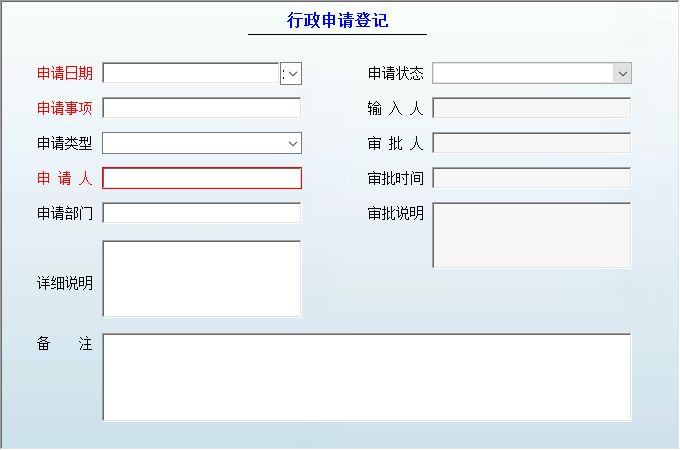 行政申请登记
申请日期
申请状态
申请事项
输 入 人
申请类型
审 批 人
申 请 人
审批时间
申请部门
审批说明
详细说明
备 注